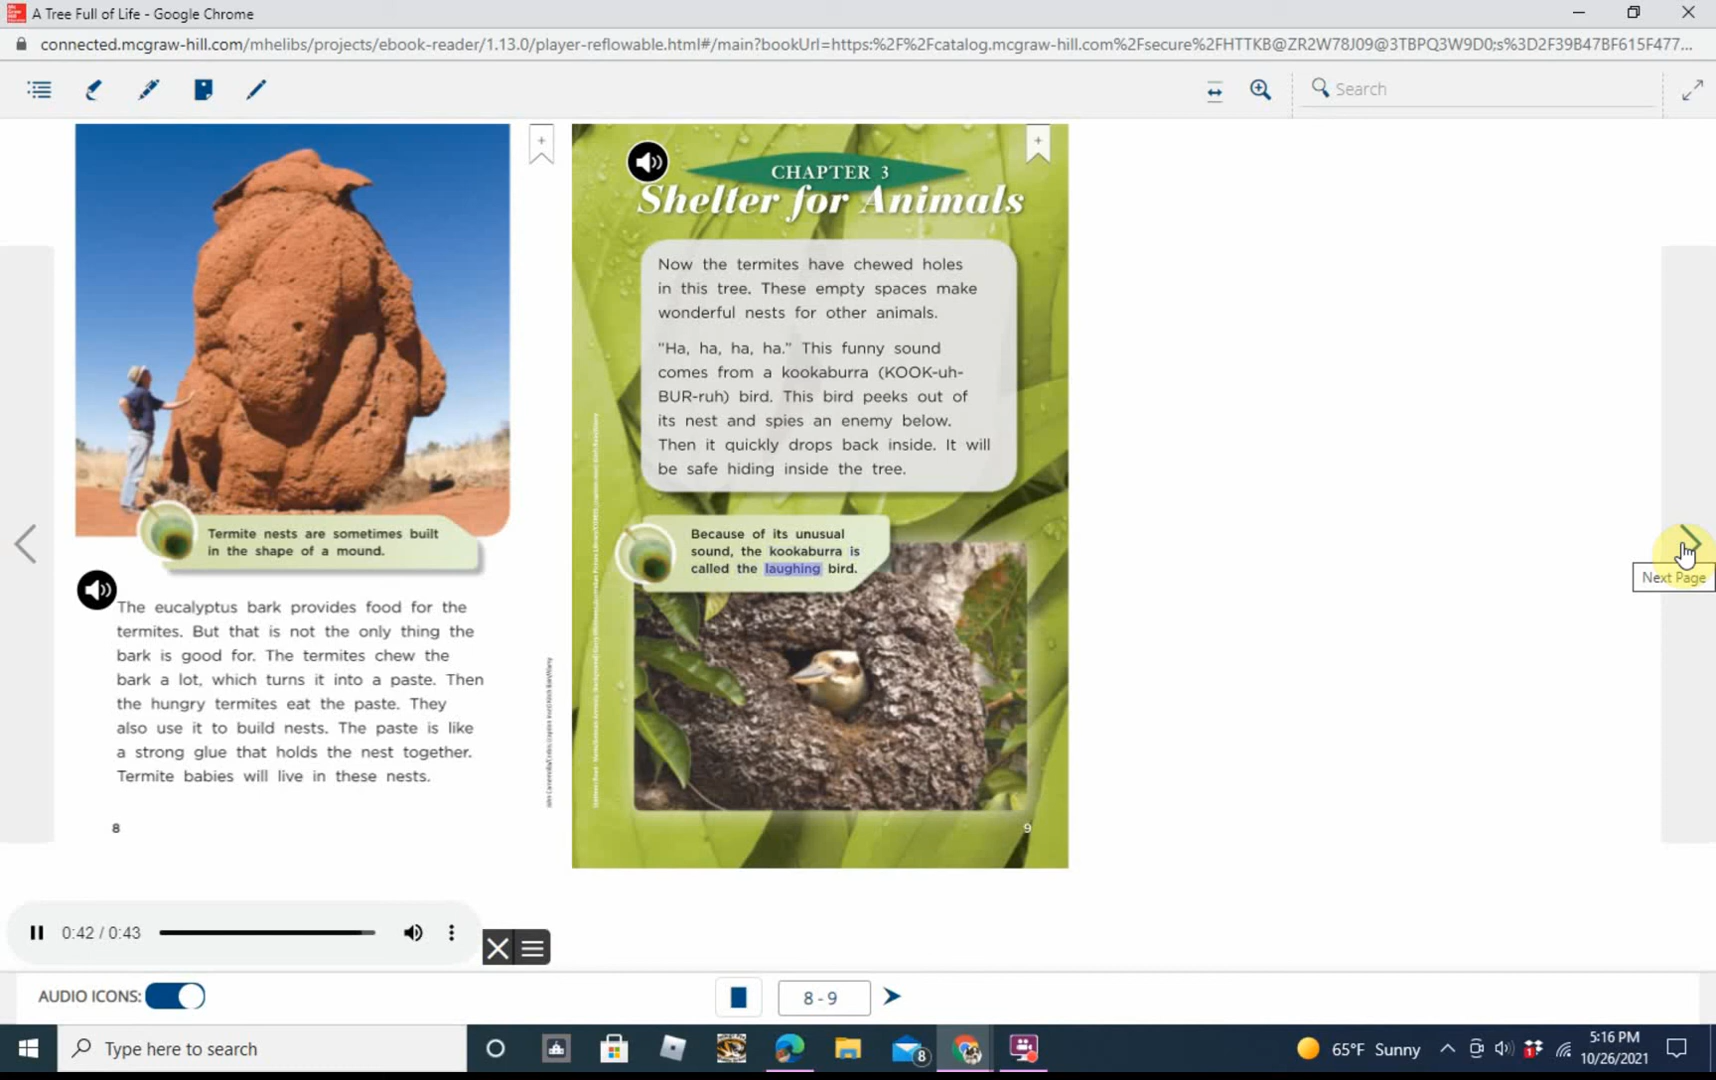 A Tree Full of Life - Google Chrome
connected.mcgraw-hill.com/mhelibs/projects/ebook-reader/1.13.0/player-reflowable.html#/main?bookUrl=https:%2F%2Fcatalog.mcgraw-hill.com%2Fsecure%2FHTTKB@ZR2W78J09@3TBPQ3W9D0;s%3D2F39B47BF615F477...
Search
Termite nests are sometimes built
in the shape of a mound.
The eucalyptus bark provides food for the
termites. But that is not the only thing the
bark is good for. The termites chew the
bark a lot, which turns it into a paste. Then
the hungry termites eat the paste. They
also use it to build nests. The paste is like
a strong glue that holds the nest together.
Termite babies will live in these nests.
8
CHAPTER 3
Shelter for Animals
Now the termites have chewed holes
in this tree. These empty spaces make
wonderful nests for other animals.
“Ha, ha, ha, ha.” This funny sound
comes from a kookaburra (KOOK-uh-
BUR-ruh) bird. This bird peeks out of
its nest and spies an enemy below.
Then it quickly drops back inside. It will
be safe hiding inside the tree.
Because of its unusual
sound, the kookaburra is
called the laughing bird.
9
Next Page
0:42 / 0:43
AUDIO ICONS:
8 - 9
Type here to search
8
65°F Sunny
1
5:16 PM
10/26/2021